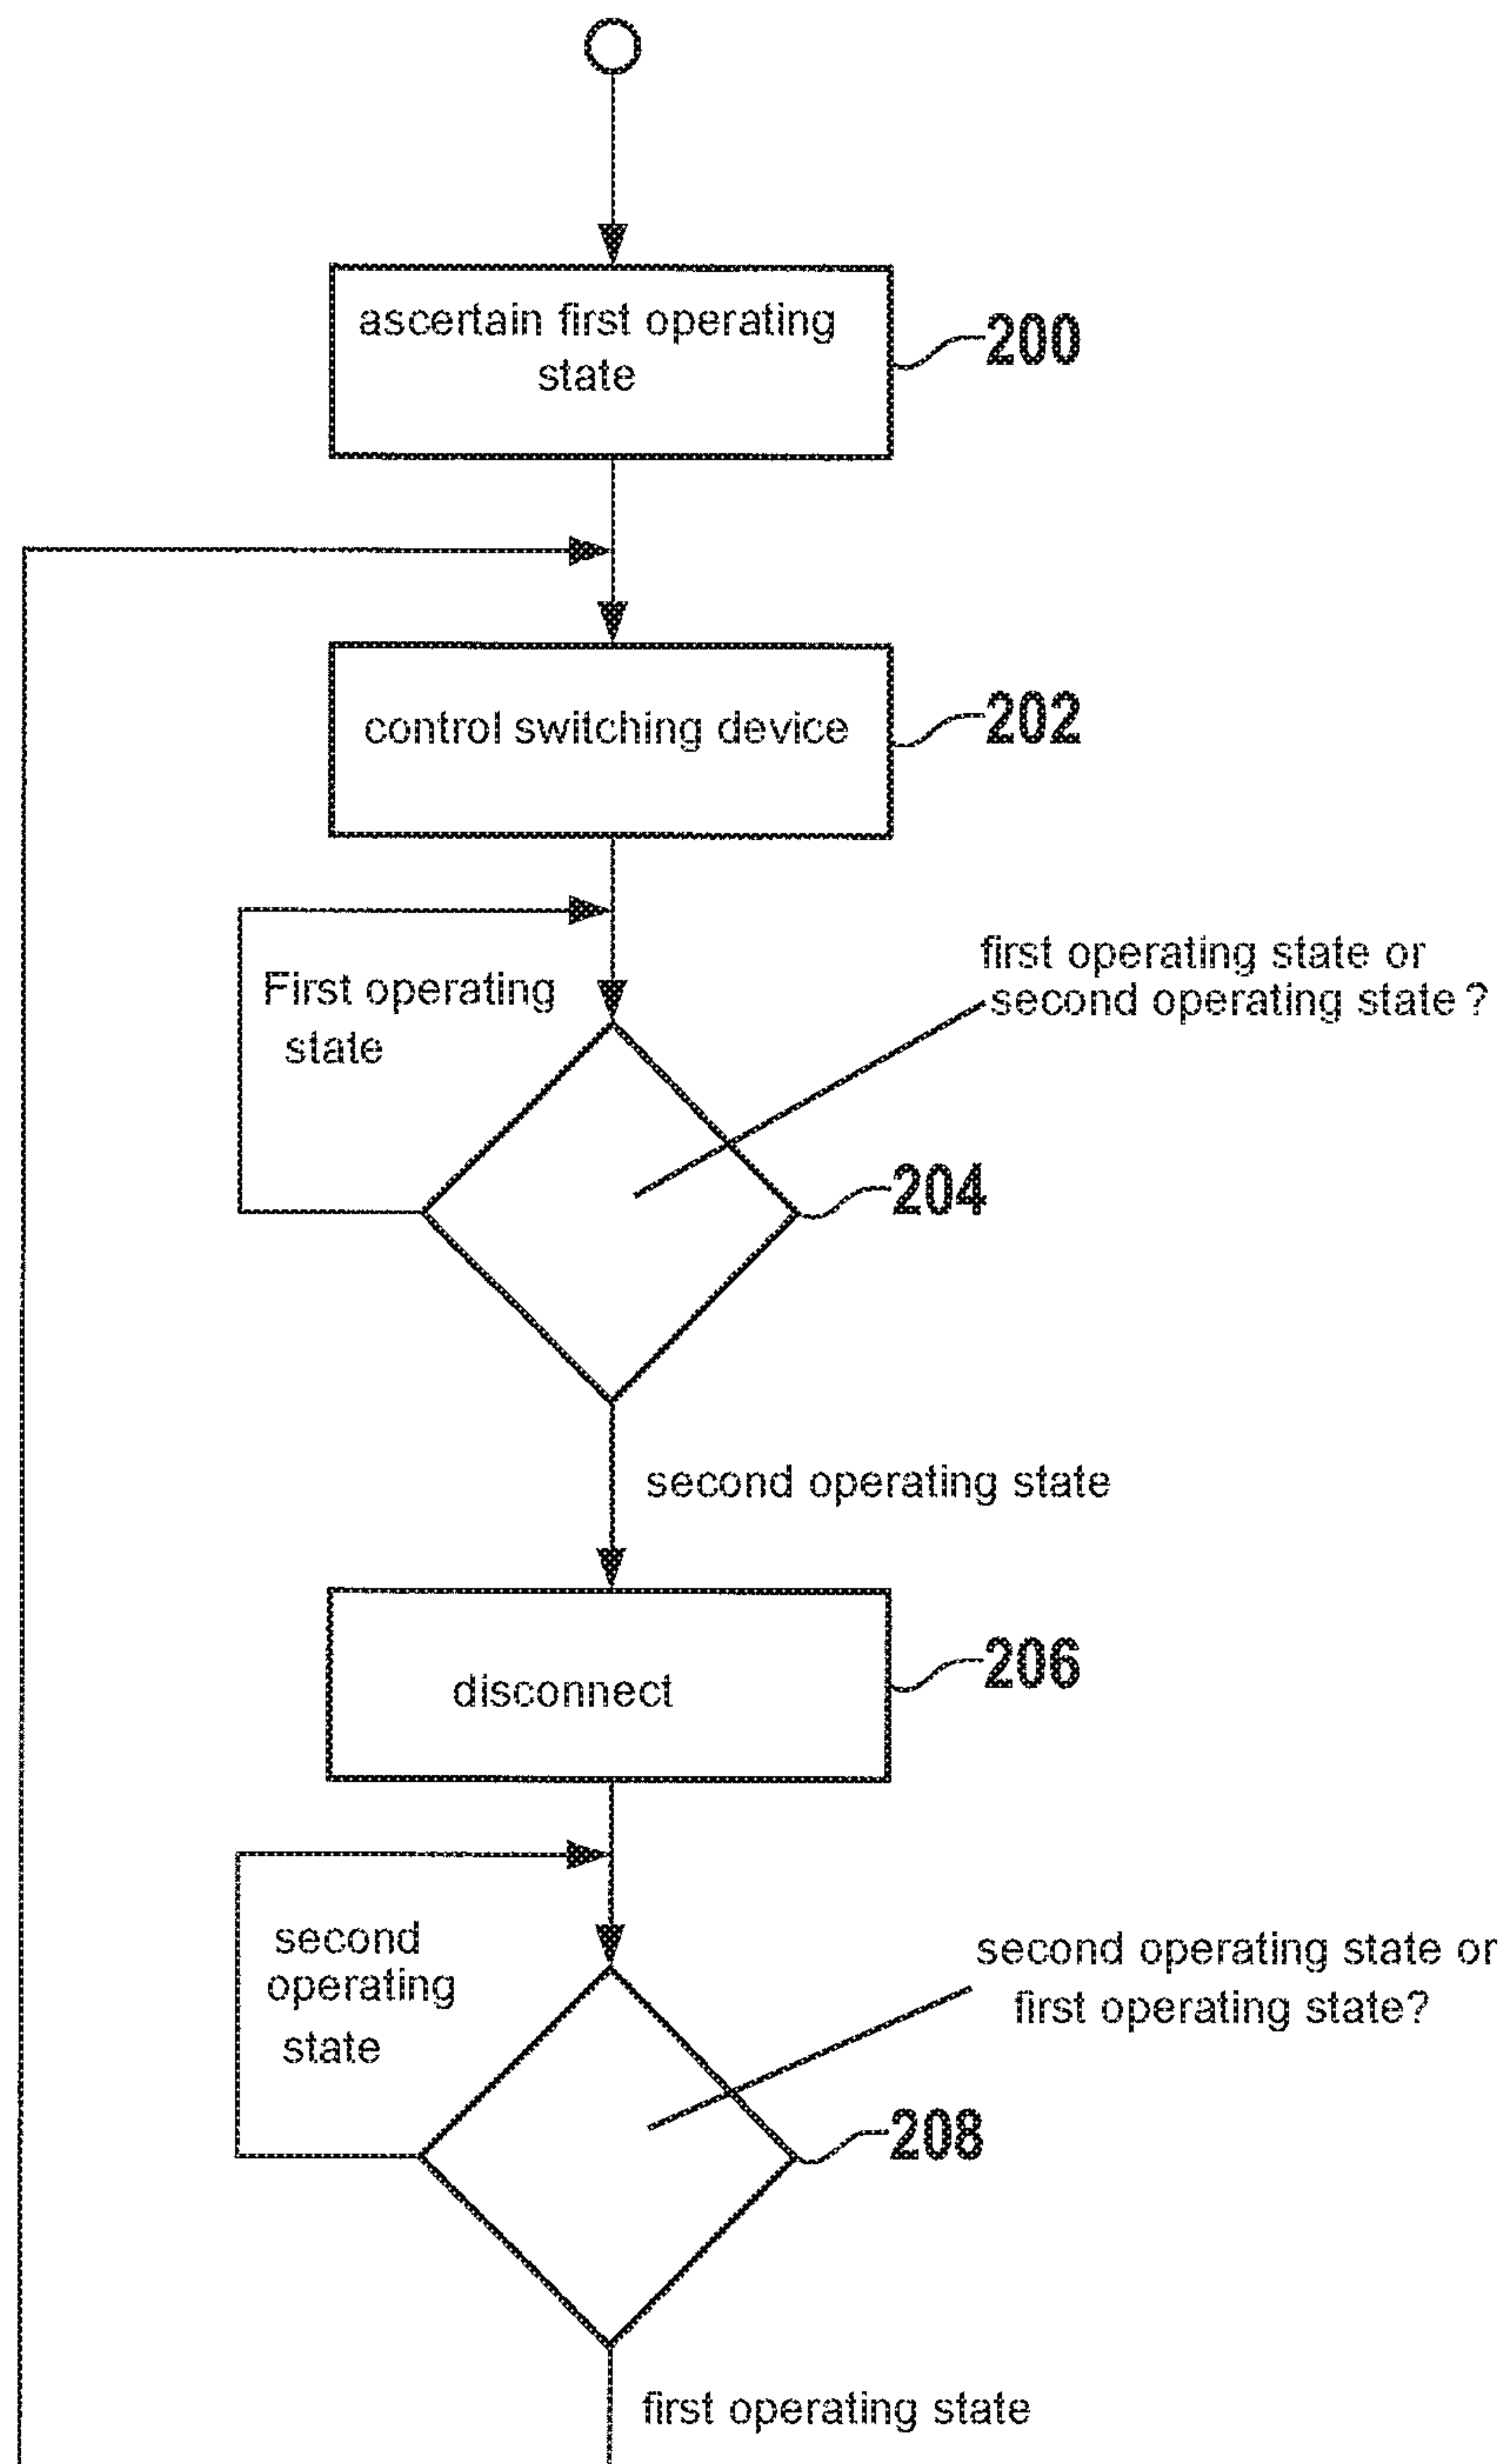 ascertain first operating
state
200
control switching device
202
First operating
state
first operating state or
second operating state ?
204
second operating state
disconnect
206
second
operating
state
second operating state or
first operating state?
208
first operating state